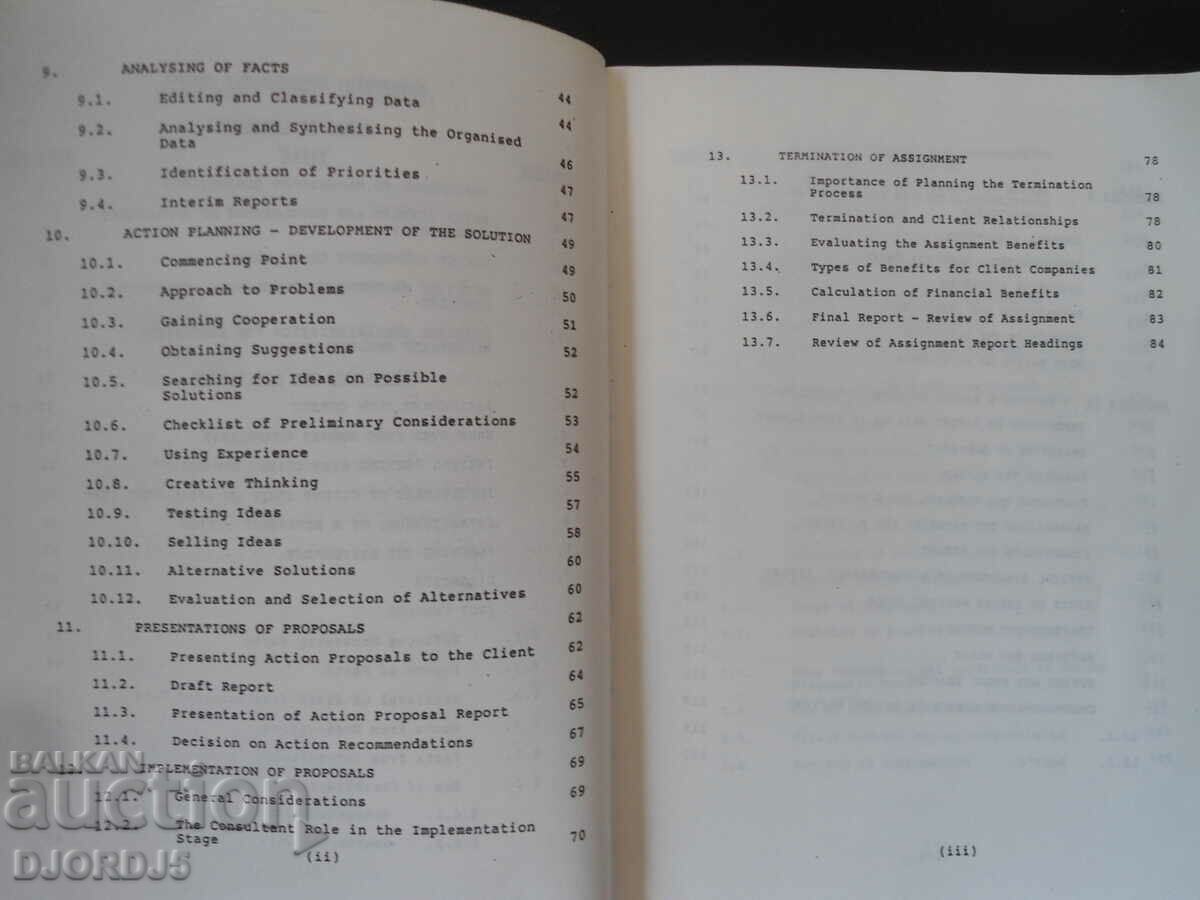 9. ANALYSING OF FACTS 44
9.1. Editing and Classifying Data 44
9.2. Analysing and Synthesising the Organised
Data 46
9.3. Identification of Priorities 47
9.4. Interim Reports 47
10. ACTION PLANNING - DEVELOPMENT OF THE SOLUTION 49
10.1. Commencing Point 49
10.2. Approach to Problems 50
10.3. Gaining Cooperation 51
10.4. Obtaining Suggestions 52
10.5. Searching for Ideas on Possible
Solutions 52
10.6. Checklist of Preliminary Considerations 53
10.7. Using Experience 54
10.8. Creative Thinking 55
10.9. Testing Ideas 57
10.10. Selling Ideas 58
10.11. Alternative Solutions 60
10.12. Evaluation and Selection of Alternatives 60
11. PRESENTATIONS OF PROPOSALS 62
11.1. Presenting Action Proposals to the Client 62
11.2. Draft Report 64
11.3. Presentation of Action Proposal Report 65
11.4. Decision on Action Recommendations 67
12. IMPLEMENTATION OF PROPOSALS 69
12.1. General Considerations 69
12.2. The Consultent Role in the Implementation
Stage 70
(ii)
13. TERMINATION OF ASSIGNMENT 78
13.1. Importance of Planning the Termination
Process 78
13.2. Termination and Client Relationships 78
13.3. Evaluating the Assignment Benefits 80
13.4. Types of Benefits for Client Companies 81
13.5. Calculation of Financial Benefits 82
13.6. Final Report - Review of Assignment 83
13.7. Review of Assignment Report Headings 84
(iii)
BALKAN
auction
DJORDJ5